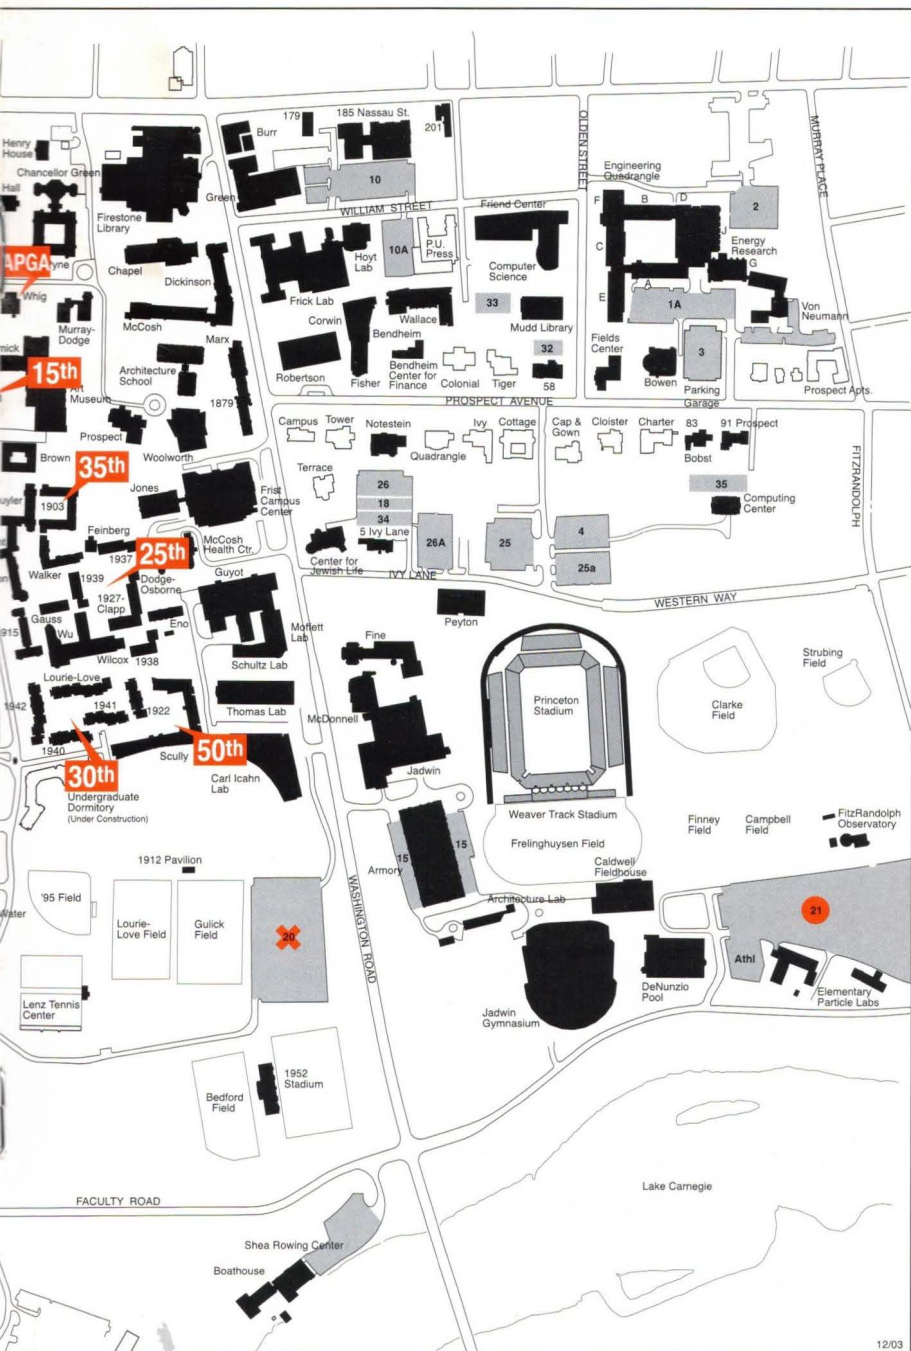 185 Nassau St.
179
201
Burr
Henry
House
Chancellor Green
Hall
Green
10
WILLIAM STREET
OLDEN STREET
MURRAY PLACE
Engineering
Quadrangle
F
B
D
C
J
G
A
E
2
Energy
Research
1A
Von
Neumann
Firestone
Library
Friend Center
P.U.
Press
10A
Hoyt
Lab
Computer
Science
Chapel
Dickinson
APGA
Whig
Frick Lab
33
Mudd Library
Murray-
Dodge
McCosh
Corwin
Wallace
Bendheim
Marx
32
Fields
Center
3
Architecture
School
15th
Art
Museum
Robertson
Fisher
Bendheim
Center for
Finance
Colonial
Tiger
58
Bowen
Parking
Garage
Prospect Apts.
1879
PROSPECT AVENUE
Prospect
Woolworth
Campus
Tower
Notestein
Quadrangle
Ivy
Cottage
Cap &
Gown
Cloister
Charter
83
91 Prospect
Bobst
FITZRANDOLPH
Brown
35th
Terrace
Jones
Frist
Campus
Center
26
18
34
35
Computing
Center
1903
Feinberg
McCosh
Health Ctr.
5 Ivy Lane
26A
25
4
25a
1937
25th
Center for
Jewish Life
IVY LANE
Walker
1939
Dodge-
Osborne
Guyot
1927-
Clapp
WESTERN WAY
Gauss
Eno
Peyton
1915
Wu
Moffett
Lab
Fine
Wilcox
1938
Schultz Lab
Strubing
Field
Lourie-Love
Princeton
Stadium
Clarke
Field
1942
1941
1922
Thomas Lab
McDonnell
1940
50th
Scully
30th
Carl Icahn
Lab
Jadwin
Undergraduate
Dormitory
(Under Construction)
Weaver Track Stadium
Finney
Field
Campbell
Field
FitzRandolph
Observatory
15
15
Armory
Frelinghuysen Field
Caldwell
Fieldhouse
1912 Pavilion
'95 Field
Architecture Lab
Lourie-
Love Field
Gulick
Field
20
WASHINGTON ROAD
21
Athl
Lenz Tennis
Center
Jadwin
Gymnasium
DeNunzio
Pool
Elementary
Particle Labs
1952
Stadium
Bedford
Field
Lake Carnegie
FACULTY ROAD
Shea Rowing Center
Boathouse
12/03